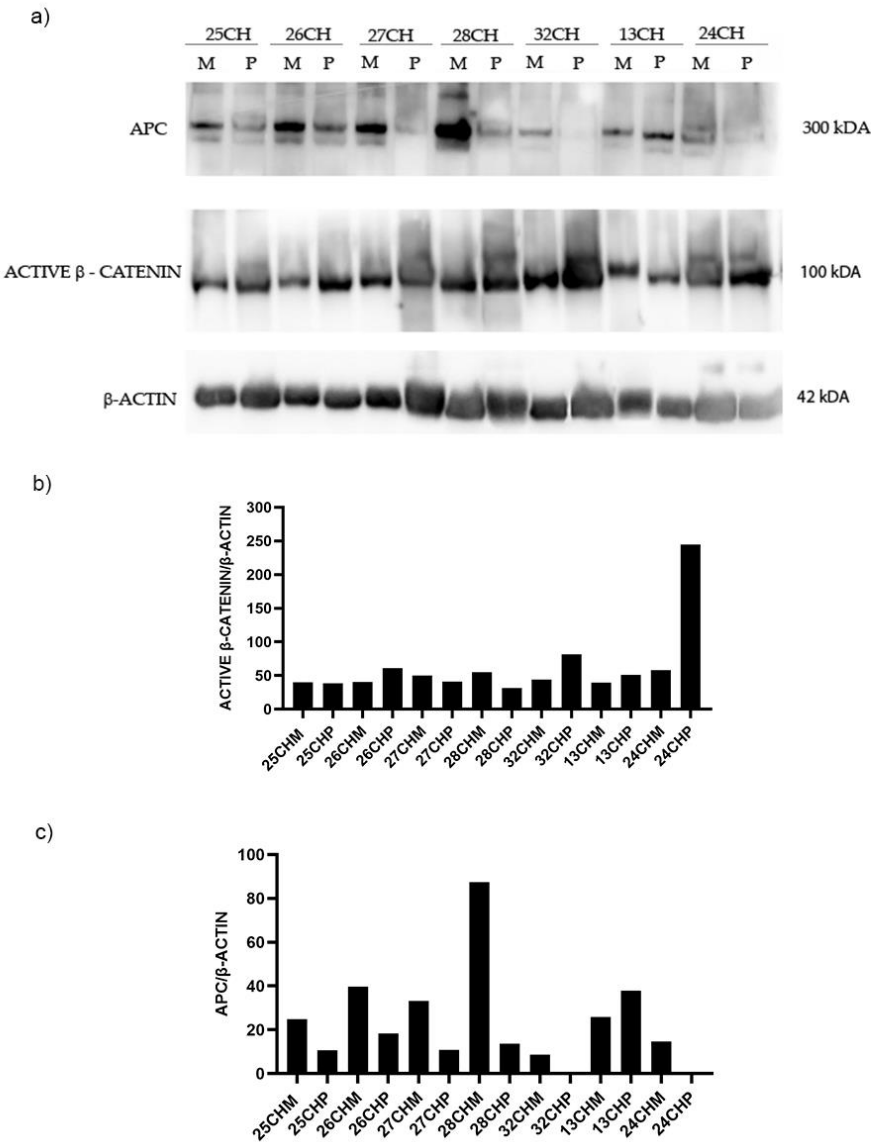 a)
25CH 26CH 27CH 28CH 32CH 13CH 24CH
M P M P M P M P M P M P M P
APC 300 kDA
ACTIVE β - CATENIN 100 kDA
β-ACTIN 42 kDA
b)
ACTIVE β-CATENIN/β-ACTIN
300
250
200
150
100
50
0
25CHM 25CHP 26CHM 26CHP 27CHM 27CHP 28CHM 28CHP 32CHM 32CHP 13CHM 13CHP 24CHM 24CHP
c)
APC/β-ACTIN
100
80
60
40
20
0
25CHM 25CHP 26CHM 26CHP 27CHM 27CHP 28CHM 28CHP 32CHM 32CHP 13CHM 13CHP 24CHM 24CHP